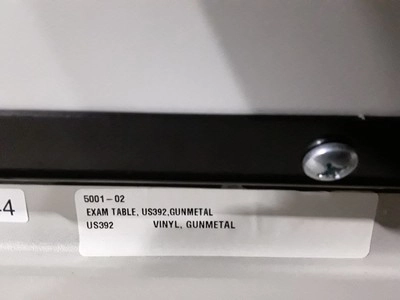 5001-02
EXAM TABLE, US392,GUNMETAL
US392 VINYL, GUNMETAL
4